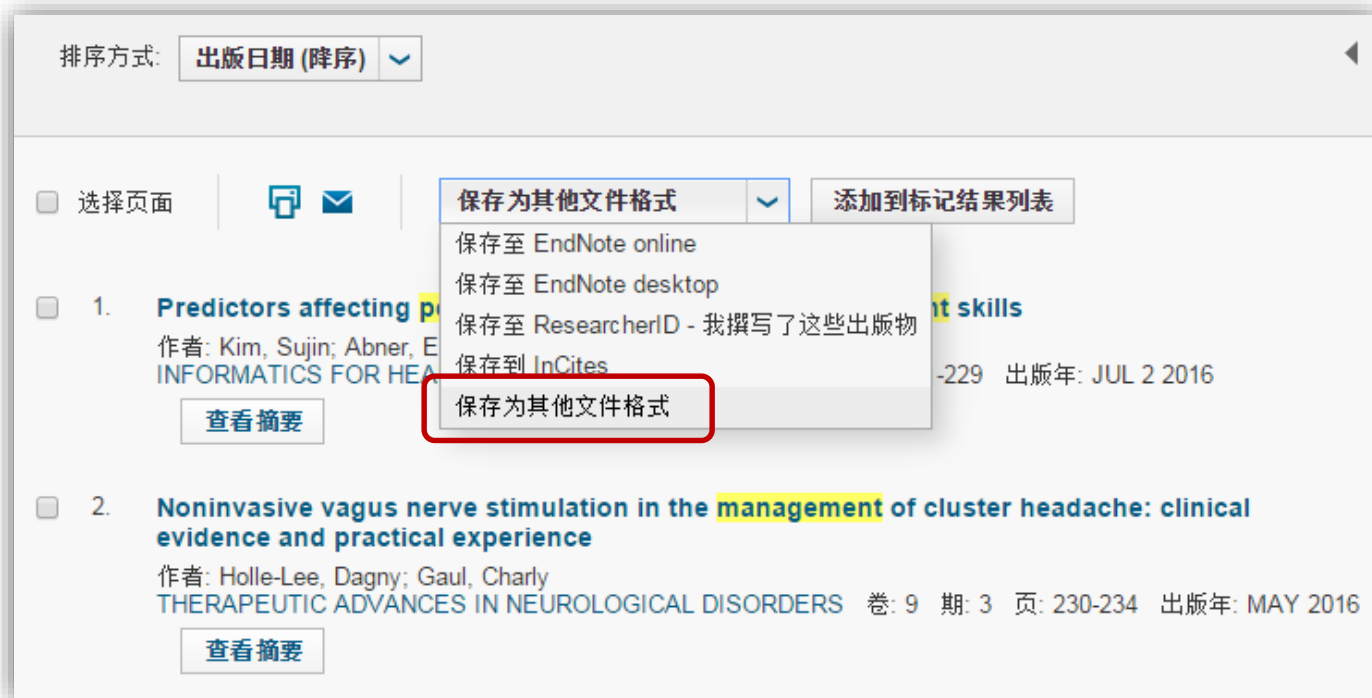 排序方式: 出版日期 (降序)
选择页面 保存为其他文件格式 添加到标记结果列表
保存至 EndNote online
保存至 EndNote desktop
保存至 ResearcherID - 我撰写了这些出版物
保存到 InCites
保存为其他文件格式
1. Predictors affecting skills
作者: Kim, Sujin; Abner, E
INFORMATICS FOR HEA -229 出版年: JUL 2 2016
查看摘要
2. Noninvasive vagus nerve stimulation in the management of cluster headache: clinical
evidence and practical experience
作者: Holle-Lee, Dagny; Gaul, Charly
THERAPEUTIC ADVANCES IN NEUROLOGICAL DISORDERS 卷: 9 期: 3 页: 230-234 出版年: MAY 2016
查看摘要